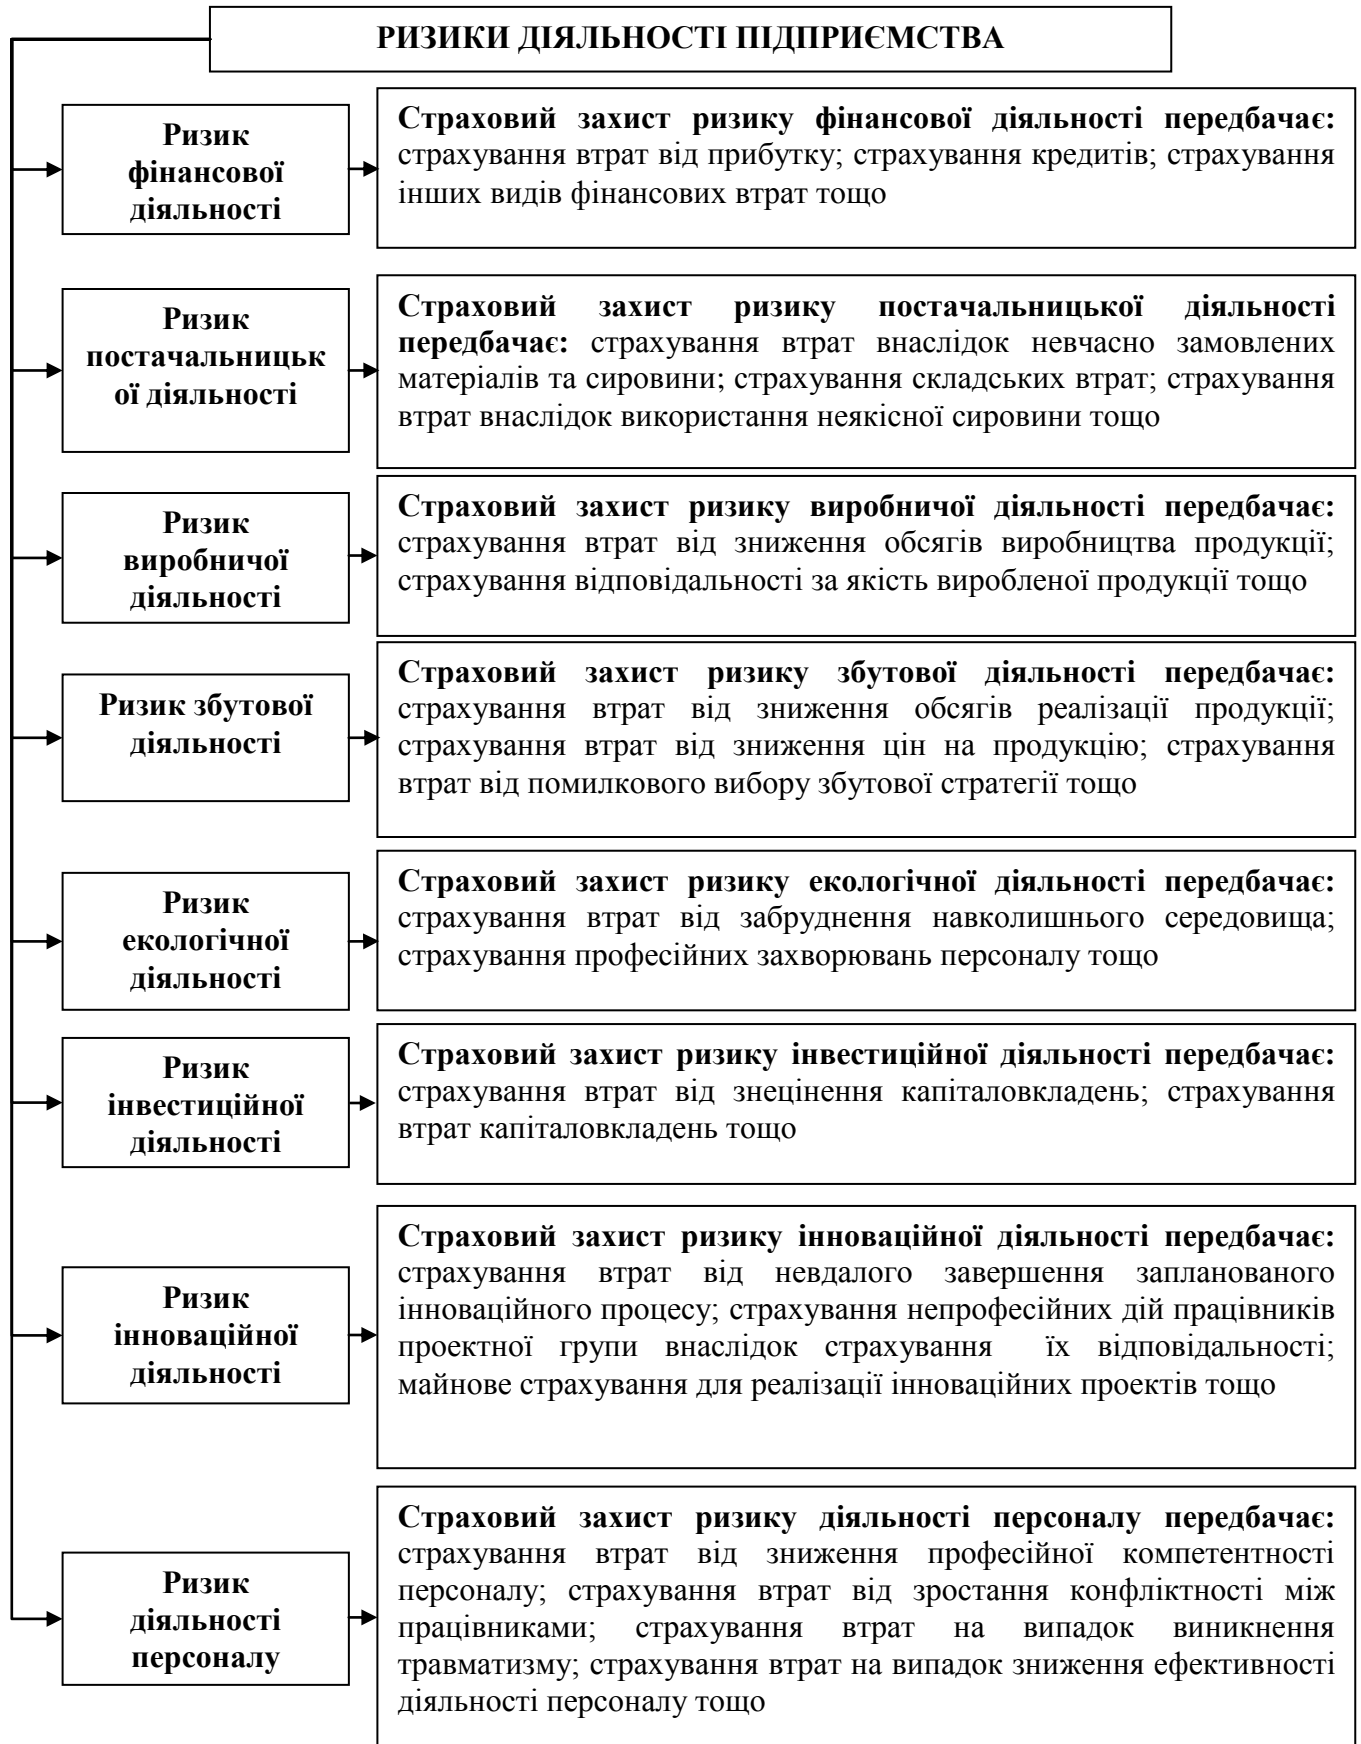 РИЗИКИ ДІЯЛЬНОСТІ ПІДПРИЄМСТВА
Ризик
фінансової
діяльності
Страховий захист ризику фінансової діяльності передбачає:
страхування втрат від прибутку; страхування кредитів; страхування
інших видів фінансових втрат тощо
Ризик
постачальницьк
ої діяльності
Страховий захист ризику постачальницької діяльності
передбачає: страхування втрат внаслідок невчасно замовлених
матеріалів та сировини; страхування складських втрат; страхування
втрат внаслідок використання неякісної сировини тощо
Ризик
виробничої
діяльності
Страховий захист ризику виробничої діяльності передбачає:
страхування втрат від зниження обсягів виробництва продукції;
страхування відповідальності за якість виробленої продукції тощо
Ризик збутової
діяльності
Страховий захист ризику збутової діяльності передбачає:
страхування втрат від зниження обсягів реалізації продукції;
страхування втрат від зниження цін на продукцію; страхування
втрат від помилкового вибору збутової стратегії тощо
Ризик
екологічної
діяльності
Страховий захист ризику екологічної діяльності передбачає:
страхування втрат від забруднення навколишнього середовища;
страхування професійних захворювань персоналу тощо
Ризик
інвестиційної
діяльності
Страховий захист ризику інвестиційної діяльності передбачає:
страхування втрат від знецінення капіталовкладень; страхування
втрат капіталовкладень тощо
Ризик
інноваційної
діяльності
Страховий захист ризику інноваційної діяльності передбачає:
страхування втрат від невдалого завершення запланованого
інноваційного процесу; страхування непрофесійних дій працівників
проектної групи внаслідок страхування їх відповідальності;
майнове страхування для реалізації інноваційних проектів тощо
Ризик
діяльності
персоналу
Страховий захист ризику діяльності персоналу передбачає:
страхування втрат від зниження професійної компетентності
персоналу; страхування втрат від зростання конфліктності між
працівниками; страхування втрат на випадок виникнення
травматизму; страхування втрат на випадок зниження ефективності
діяльності персоналу тощо